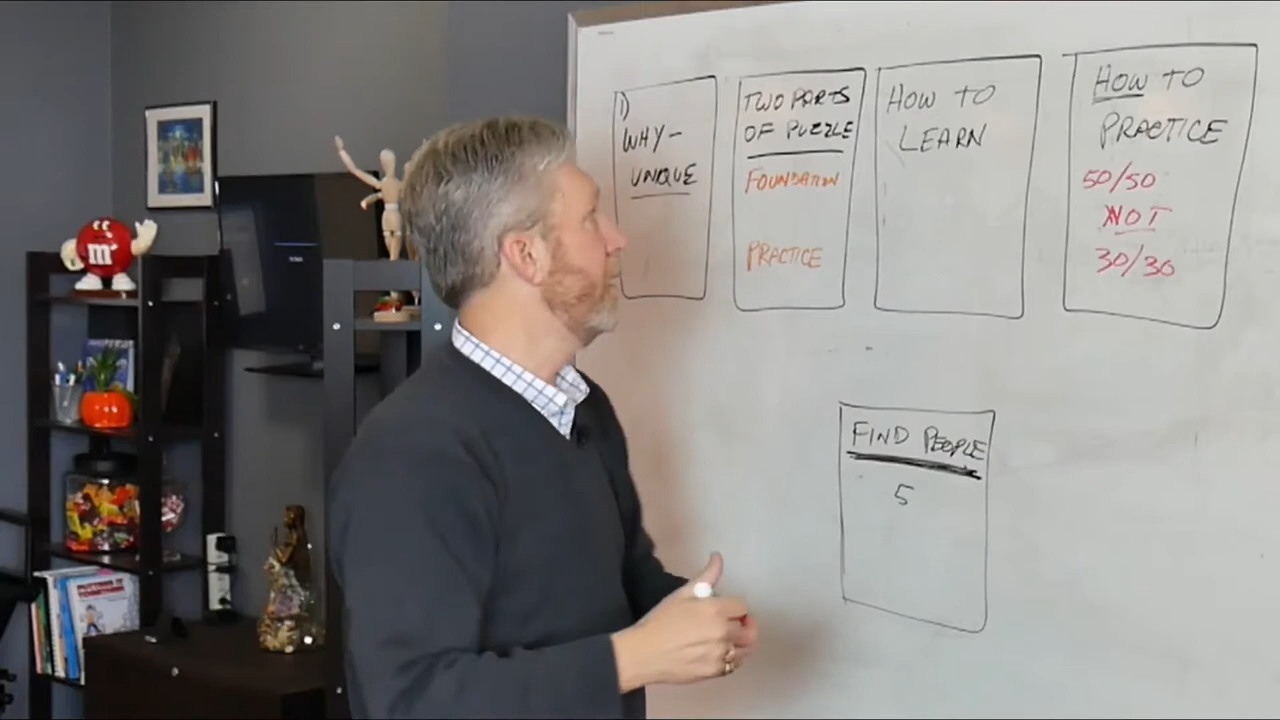 1)
WHY-
UNIQUE
TWO PARTS
OF PUZZLE
FOUNDATION
PRACTICE
HOW TO
LEARN
HOW TO
PRACTICE
50/50
NOT
30/30
FIND PEOPLE
5
m